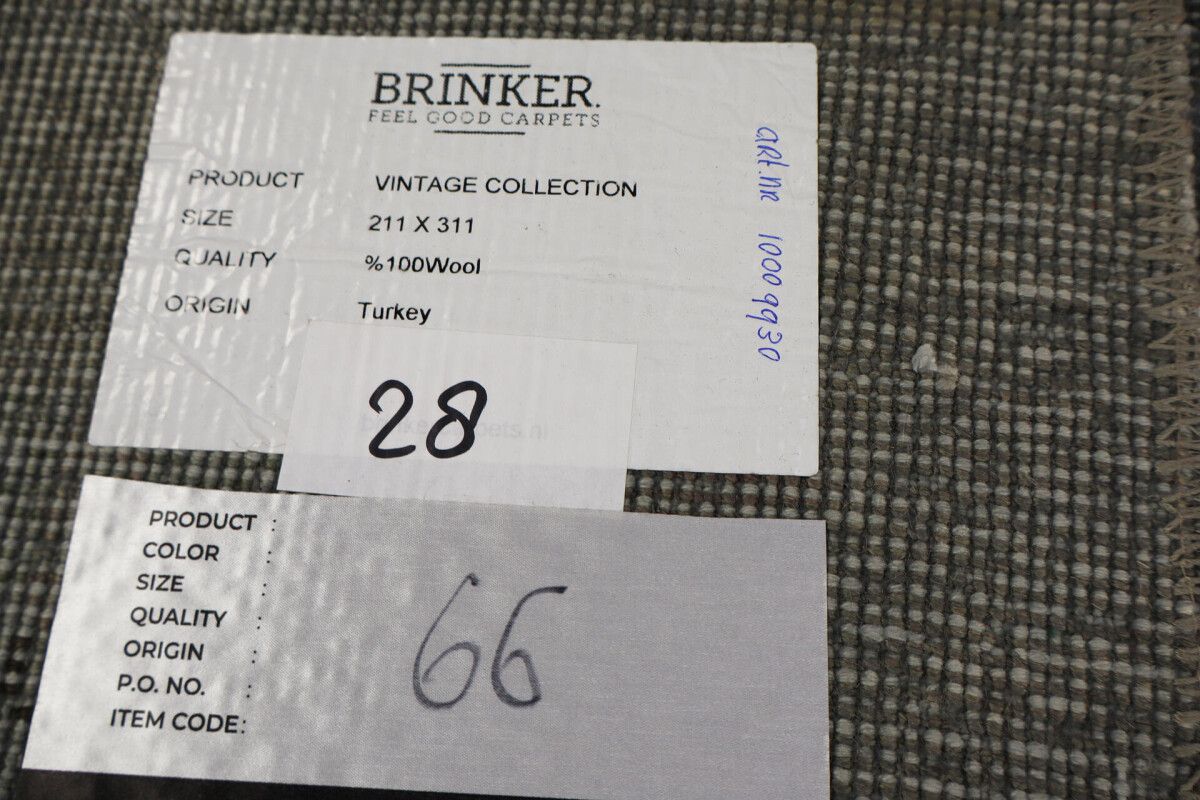 BRINKER.
FEEL GOOD CARPETS
PRODUCT VINTAGE COLLECTION
SIZE 211 X 311
QUALITY %100Wool
ORIGIN Turkey
art.nr 10009930
28
PRODUCT :
COLOR :
SIZE :
QUALITY :
ORIGIN :
P.O. NO. :
ITEM CODE:
66